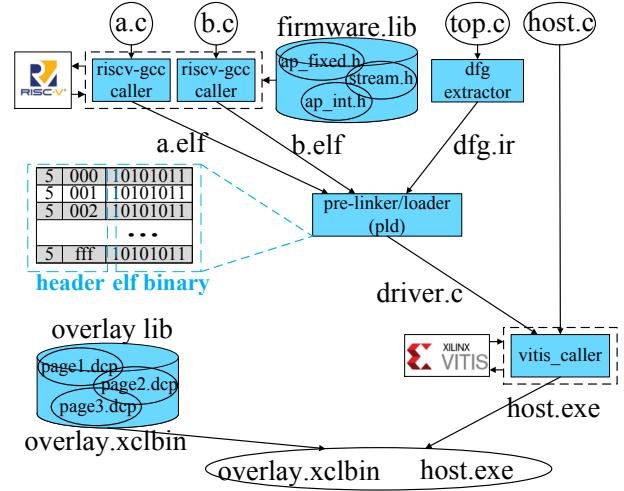 a.c
b.c
firmware.lib
top.c
host.c
riscv-gcc
caller
riscv-gcc
caller
ap_fixed.h
stream.h
ap_int.h
dfg
extractor
RISC-V
a.elf
b.elf
dfg.ir
5 000 10101011
5 001 10101011
5 002 10101011
...
5 fff 10101011
header elf binary
pre-linker/loader
(pld)
driver.c
overlay lib
page1.dcp
page2.dcp
page3.dcp
XILINX
VITIS
vitis_caller
host.exe
overlay.xclbin
overlay.xclbin host.exe